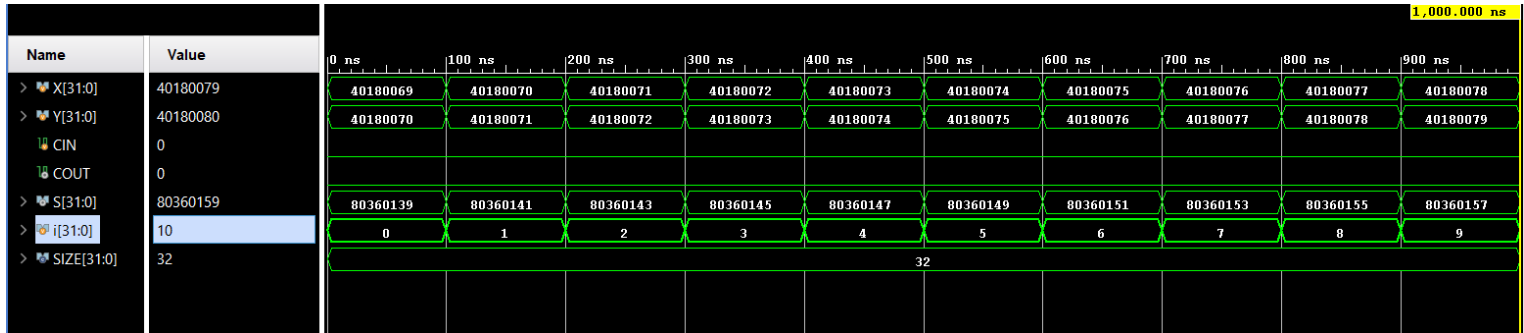 1,000.000 ns
Name Value
0 ns 100 ns 200 ns 300 ns 400 ns 500 ns 600 ns 700 ns 800 ns 900 ns
X[31:0] 40180079 40180069 40180070 40180071 40180072 40180073 40180074 40180075 40180076 40180077 40180078
Y[31:0] 40180080 40180070 40180071 40180072 40180073 40180074 40180075 40180076 40180077 40180078 40180079
CIN 0
COUT 0
S[31:0] 80360159 80360139 80360141 80360143 80360145 80360147 80360149 80360151 80360153 80360155 80360157
i[31:0] 10 0 1 2 3 4 5 6 7 8 9
SIZE[31:0] 32 32